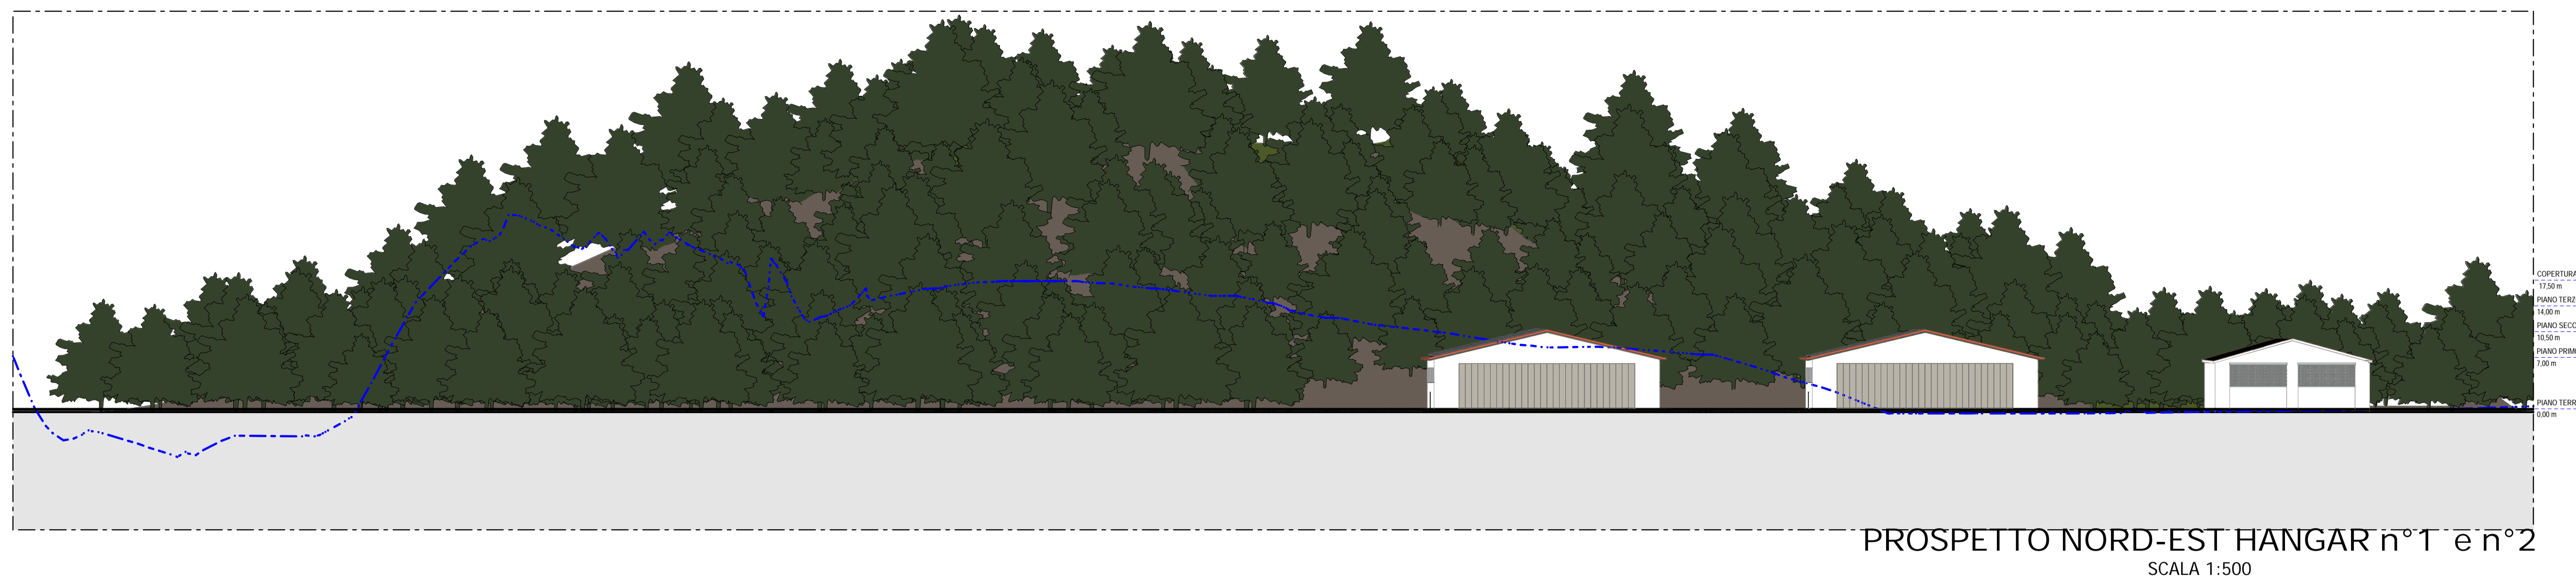 COPERTURA
17,50 m
PIANO TERZ
14,00 m
PIANO SECO
10,50 m
PIANO PRIMO
7,00 m
PIANO TERR
0,00 m
PROSPETTO NORD-EST HANGAR n°1 e n°2
SCALA 1:500